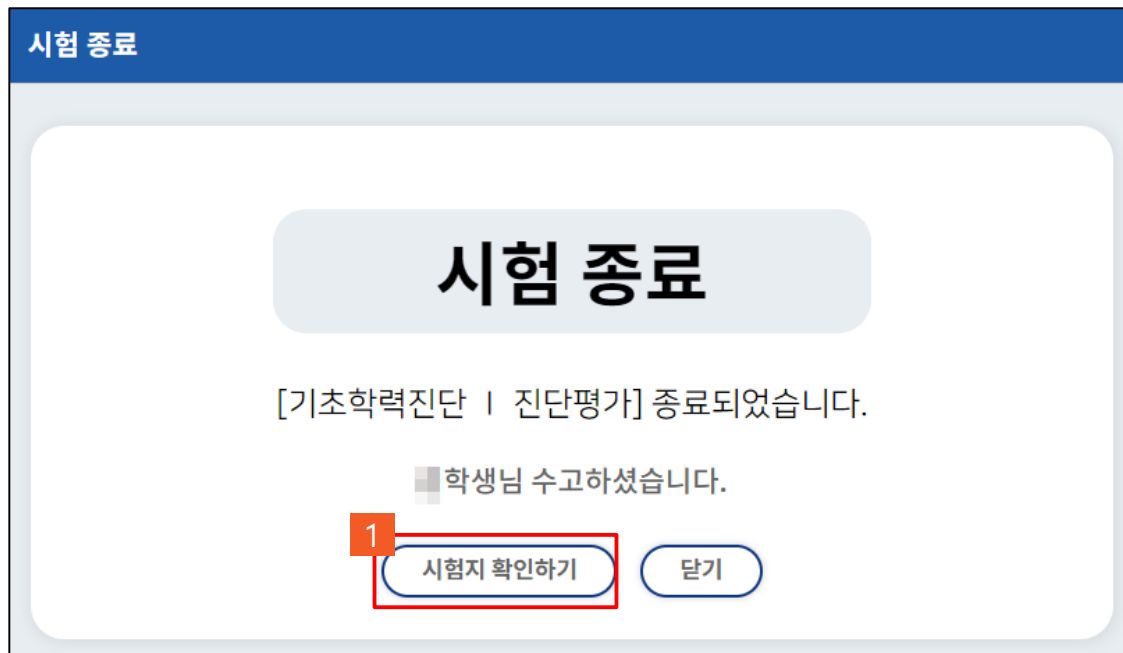 시험 종료
시험 종료
[기초학력진단 ㅣ 진단평가] 종료되었습니다.
학생님 수고하셨습니다.
1
시험지 확인하기
닫기